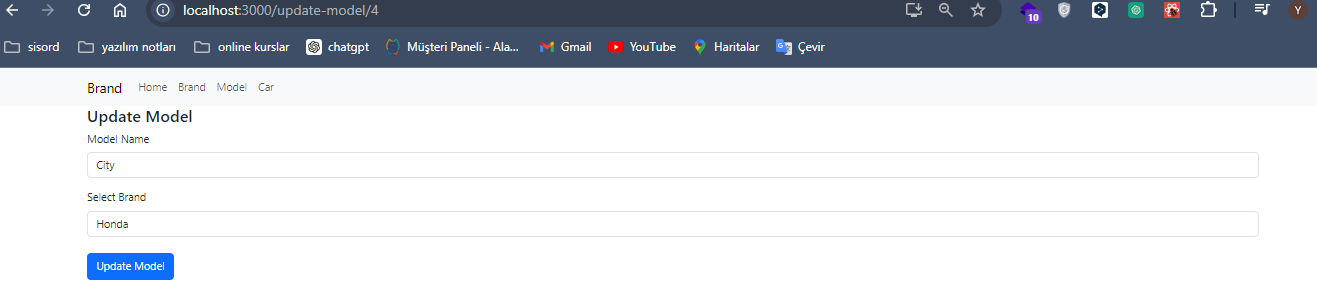 localhost:3000/update-model/4
10
Y
sisord yazılım notları online kurslar chatgpt Müşteri Paneli - Ala... Gmail YouTube Haritalar Çevir
Brand Home Brand Model Car
Update Model
Model Name
City
Select Brand
Honda
Update Model